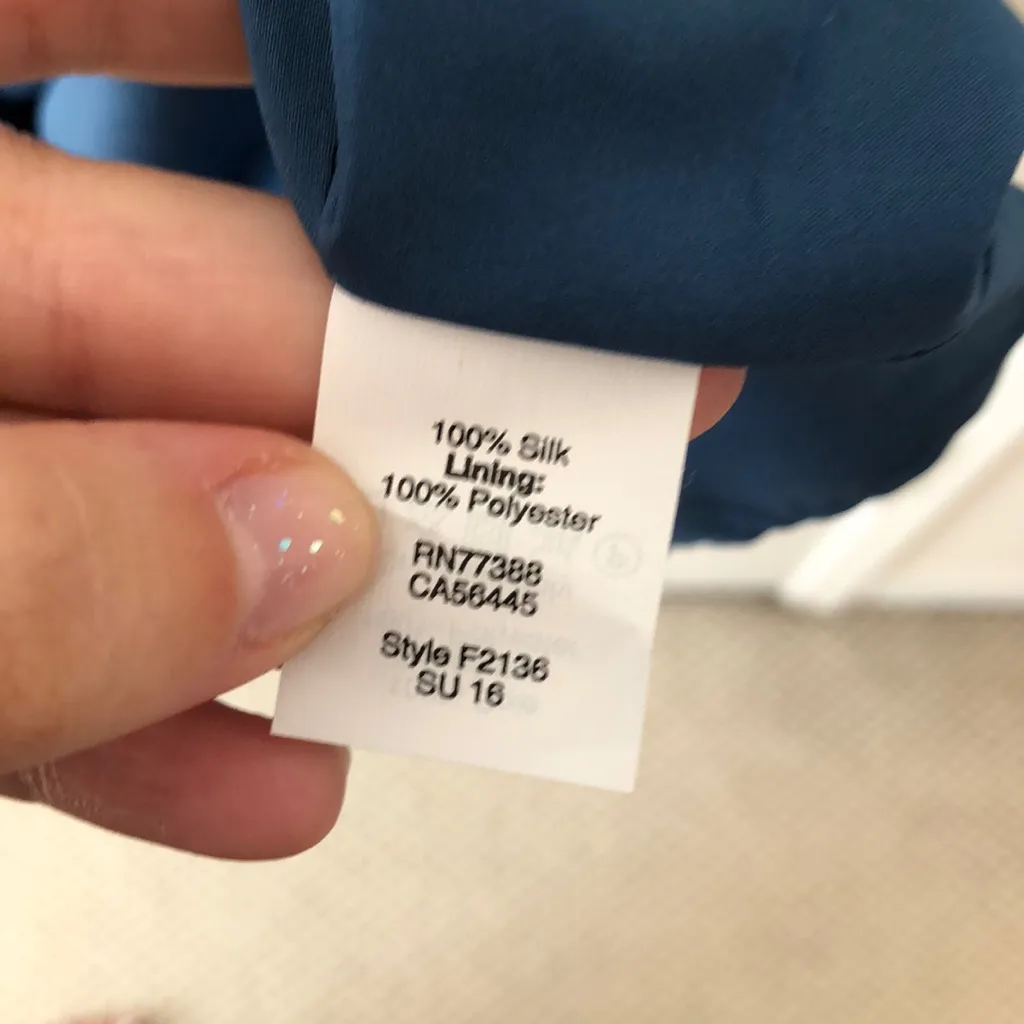 100% Silk
Lining:
100% Polyester
RN77388
CA56445
Style F2136
SU 16